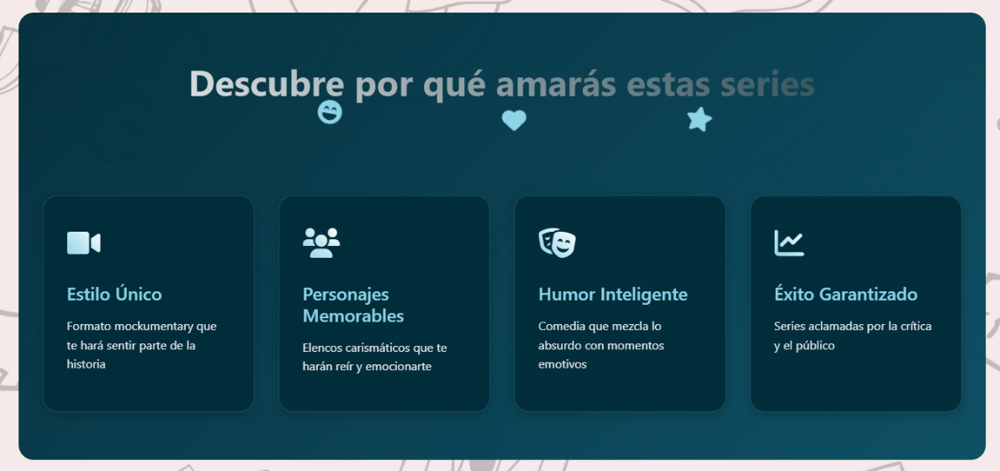 Descubre por qué amarás estas series
Estilo Único
Formato mockumentary que
te hará sentir parte de la
historia
Personajes
Memorables
Elencos carismáticos que te
harán reír y emocionarte
Humor Inteligente
Comedia que mezcla lo
absurdo con momentos
emotivos
Éxito Garantizado
Series aclamadas por la crítica
y el público